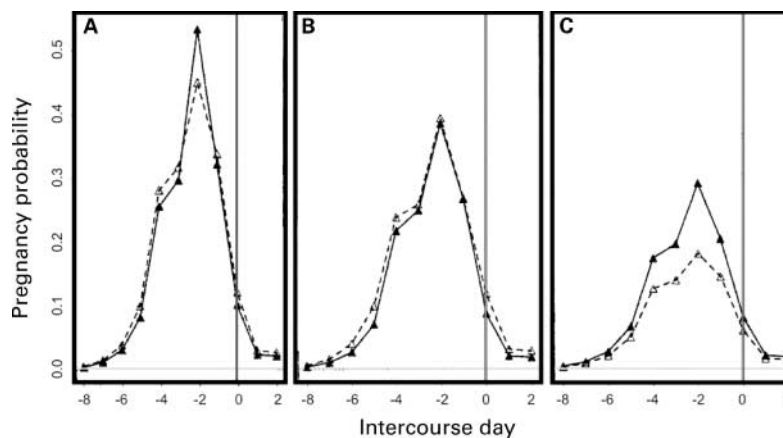 A
B
C
Pregnancy probability
0.5
0.4
0.3
0.2
0.1
0.0
-8 -6 -4 -2 0 2
-8 -6 -4 -2 0 2
-8 -6 -4 -2 0
Intercourse day